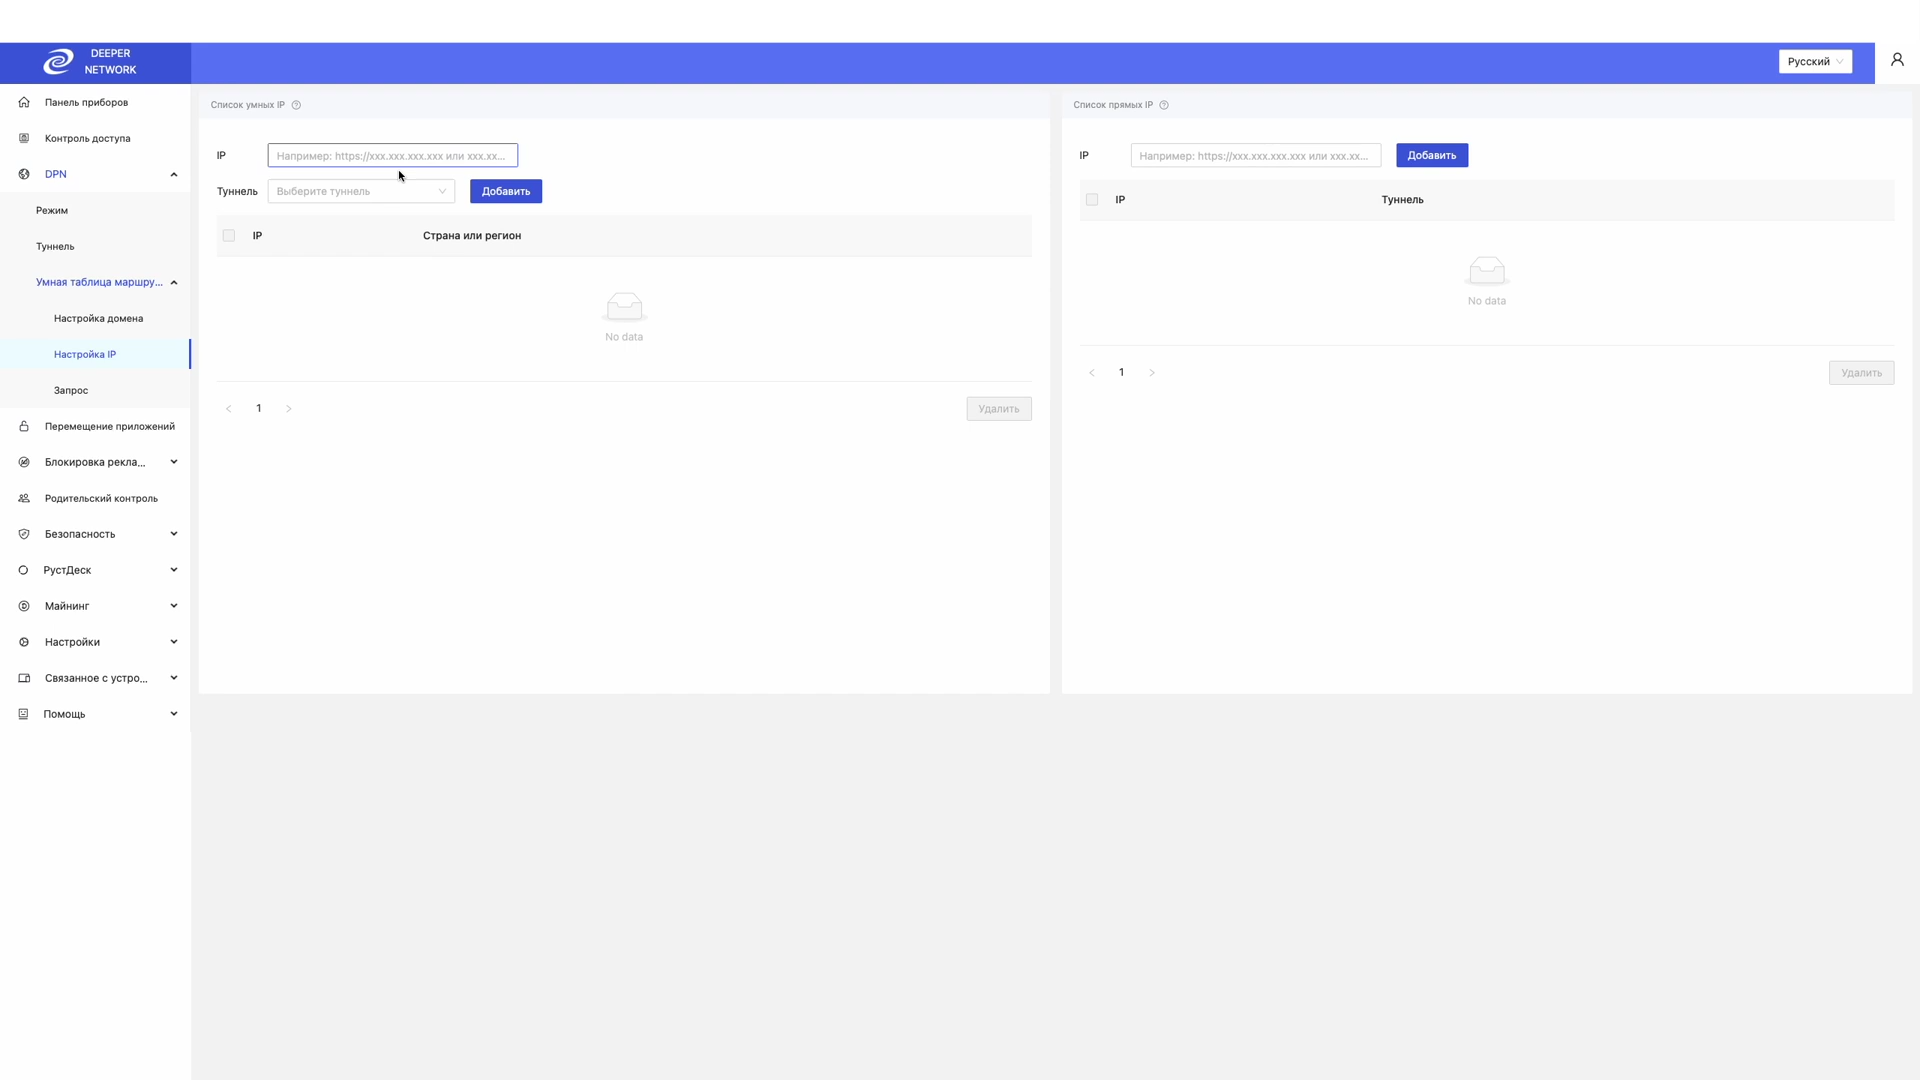 DEEPER
NETWORK
Русский
Панель приборов
Контроль доступа
DPN
Режим
Туннель
Умная таблица маршру...
Настройка домена
Настройка IP
Запрос
Перемещение приложений
Блокировка рекла...
Родительский контроль
Безопасность
РустДеск
Майнинг
Настройки
Связанное с устро...
Помощь
Список умных IP
IP
Например: https://xxx.xxx.xxx.xxx или xxx.xx...
Туннель
Выберите туннель
Добавить
IP
Страна или регион
No data
1
Удалить
Список прямых IP
IP
Например: https://xxx.xxx.xxx.xxx или xxx.xx...
Добавить
IP
Туннель
No data
1
Удалить